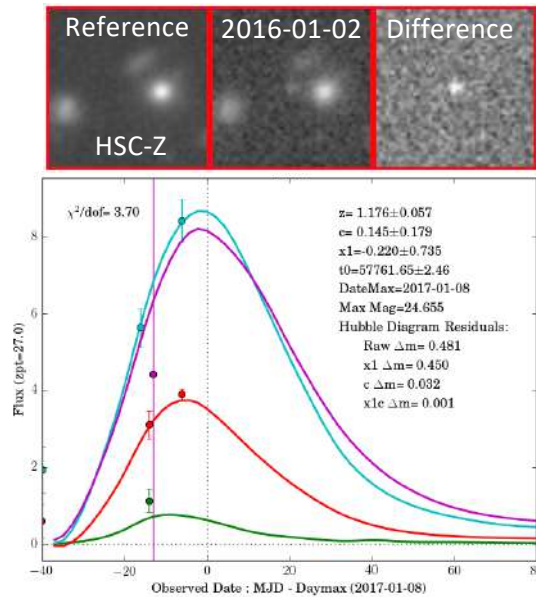 Reference
2016-01-02
Difference
HSC-Z
χ²/dof= 3.70
z= 1.176±0.057
c= 0.145±0.179
x1=-0.220±0.735
t0=57761.65±2.46
DateMax=2017-01-08
Max Mag=24.655
Hubble Diagram Residuals:
Raw Δm= 0.481
x1 Δm= 0.450
c Δm= 0.032
x1c Δm= 0.001
8
6
4
2
0
Flux (zpt=27.0)
-40 -20 0 20 40 60 80
Observed Date : MJD - Daymax (2017-01-08)